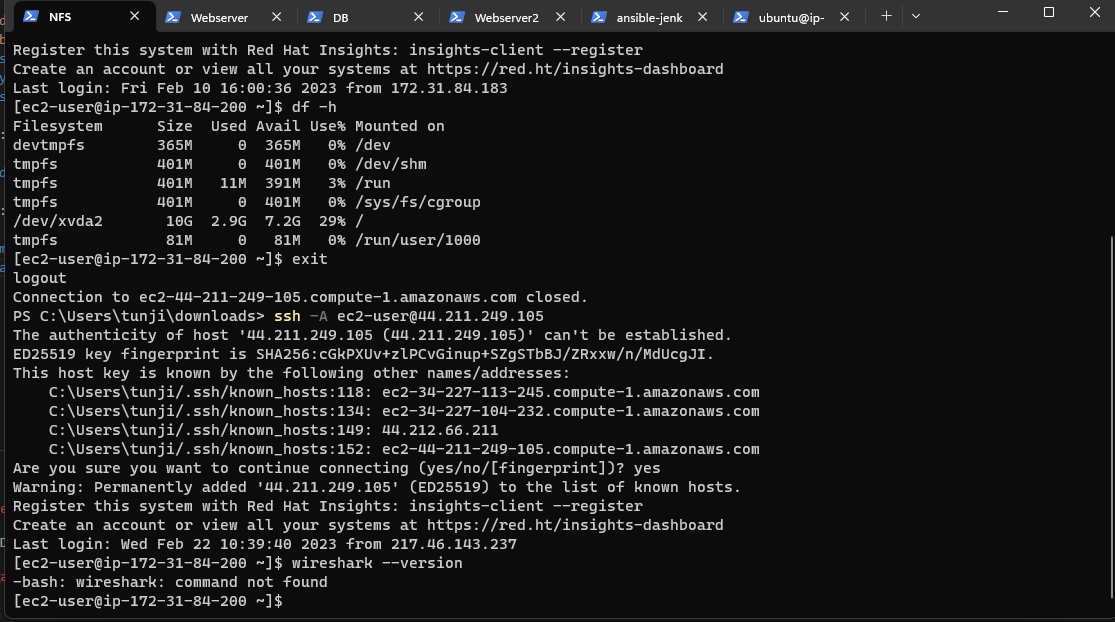 NFS Webserver DB Webserver2 ansible-jenk ubuntu@ip-
Register this system with Red Hat Insights: insights-client --register
Create an account or view all your systems at https://red.ht/insights-dashboard
Last login: Fri Feb 10 16:00:36 2023 from 172.31.84.183
[ec2-user@ip-172-31-84-200 ~]$ df -h
Filesystem      Size  Used Avail Use% Mounted on
devtmpfs        365M     0  365M   0% /dev
tmpfs           401M     0  401M   0% /dev/shm
tmpfs           401M   11M  391M   3% /run
tmpfs           401M     0  401M   0% /sys/fs/cgroup
/dev/xvda2       10G  2.9G  7.2G  29% /
tmpfs            81M     0   81M   0% /run/user/1000
[ec2-user@ip-172-31-84-200 ~]$ exit
logout
Connection to ec2-44-211-249-105.compute-1.amazonaws.com closed.
PS C:\Users\tunji\downloads> ssh -A ec2-user@44.211.249.105
The authenticity of host '44.211.249.105 (44.211.249.105)' can't be established.
ED25519 key fingerprint is SHA256:cGkPXUv+zlPCvGinup+SZgSTbBJ/ZRxxw/n/MdUcgJI.
This host key is known by the following other names/addresses:
    C:\Users\tunji/.ssh/known_hosts:118: ec2-34-227-113-245.compute-1.amazonaws.com
    C:\Users\tunji/.ssh/known_hosts:134: ec2-34-227-104-232.compute-1.amazonaws.com
    C:\Users\tunji/.ssh/known_hosts:149: 44.212.66.211
    C:\Users\tunji/.ssh/known_hosts:152: ec2-44-211-249-105.compute-1.amazonaws.com
Are you sure you want to continue connecting (yes/no/[fingerprint])? yes
Warning: Permanently added '44.211.249.105' (ED25519) to the list of known hosts.
Register this system with Red Hat Insights: insights-client --register
Create an account or view all your systems at https://red.ht/insights-dashboard
Last login: Wed Feb 22 10:39:40 2023 from 217.46.143.237
[ec2-user@ip-172-31-84-200 ~]$ wireshark --version
-bash: wireshark: command not found
[ec2-user@ip-172-31-84-200 ~]$